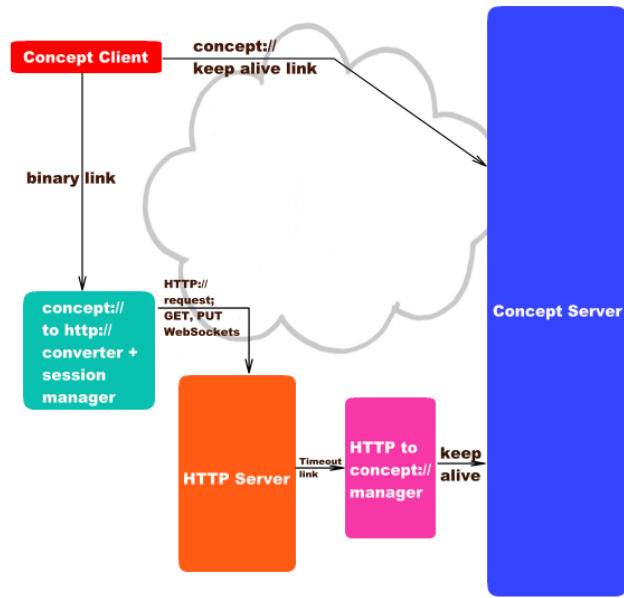 Concept Client
concept://
keep alive link
binary link
concept://
to http://
converter +
session
manager
HTTP://
request;
GET, PUT
WebSockets
HTTP Server
Timeout
link
HTTP to
concept://
manager
keep
alive
Concept Server